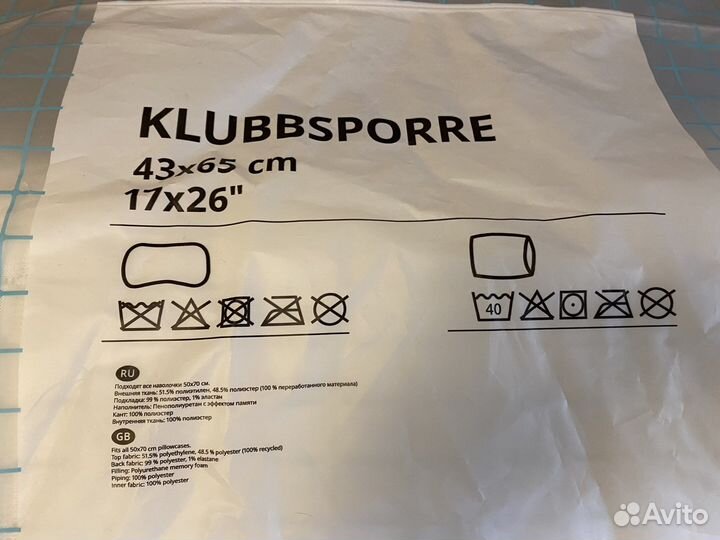 KLUBBSPORRE
43x65 cm
17x26"
40
RU
Подходят все наволочки 50x70 см.
Внешняя ткань: 51.5% полиэтилен, 48.5% полиэстер (100 % переработанного материала)
Подкладка: 99 % полиэстер, 1% эластан
Наполнитель: Пенополиуретан с эффектом памяти
Кант: 100% полиэстер
Внутренняя ткань: 100% полиэстер
GB
Fits all 50x70 cm pillowcases.
Top fabric: 51,5% polyethylene, 48.5 % polyester (100% recycled)
Back fabric: 99 % polyester, 1% elastane
Filling: Polyurethane memory foam
Piping: 100% polyester
Inner fabric: 100% polyester
Avito